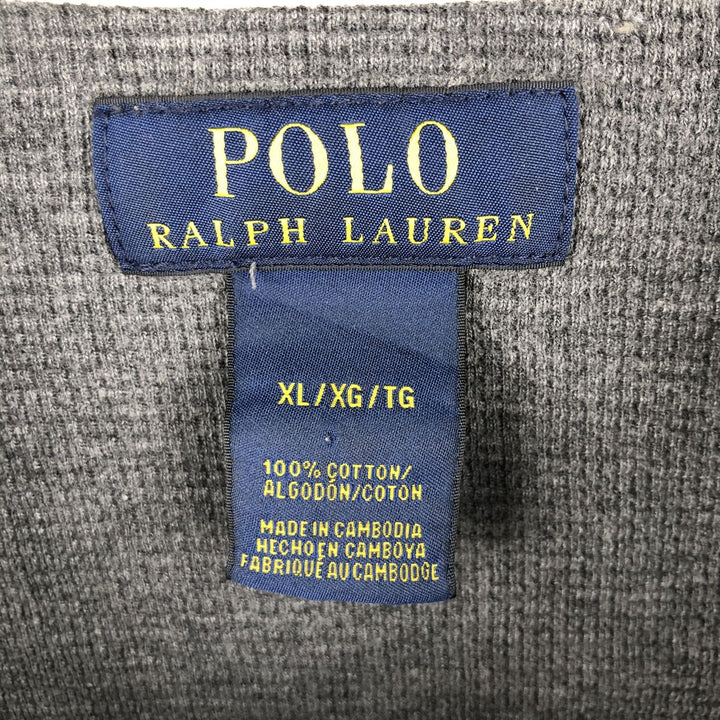 POLO
RALPH LAUREN
XL/XG/TG
100% COTTON/
ALGODÓN/COTON
MADE IN CAMBODIA
HECHO EN CAMBOYA
FABRIQUÉ AU CAMBODGE